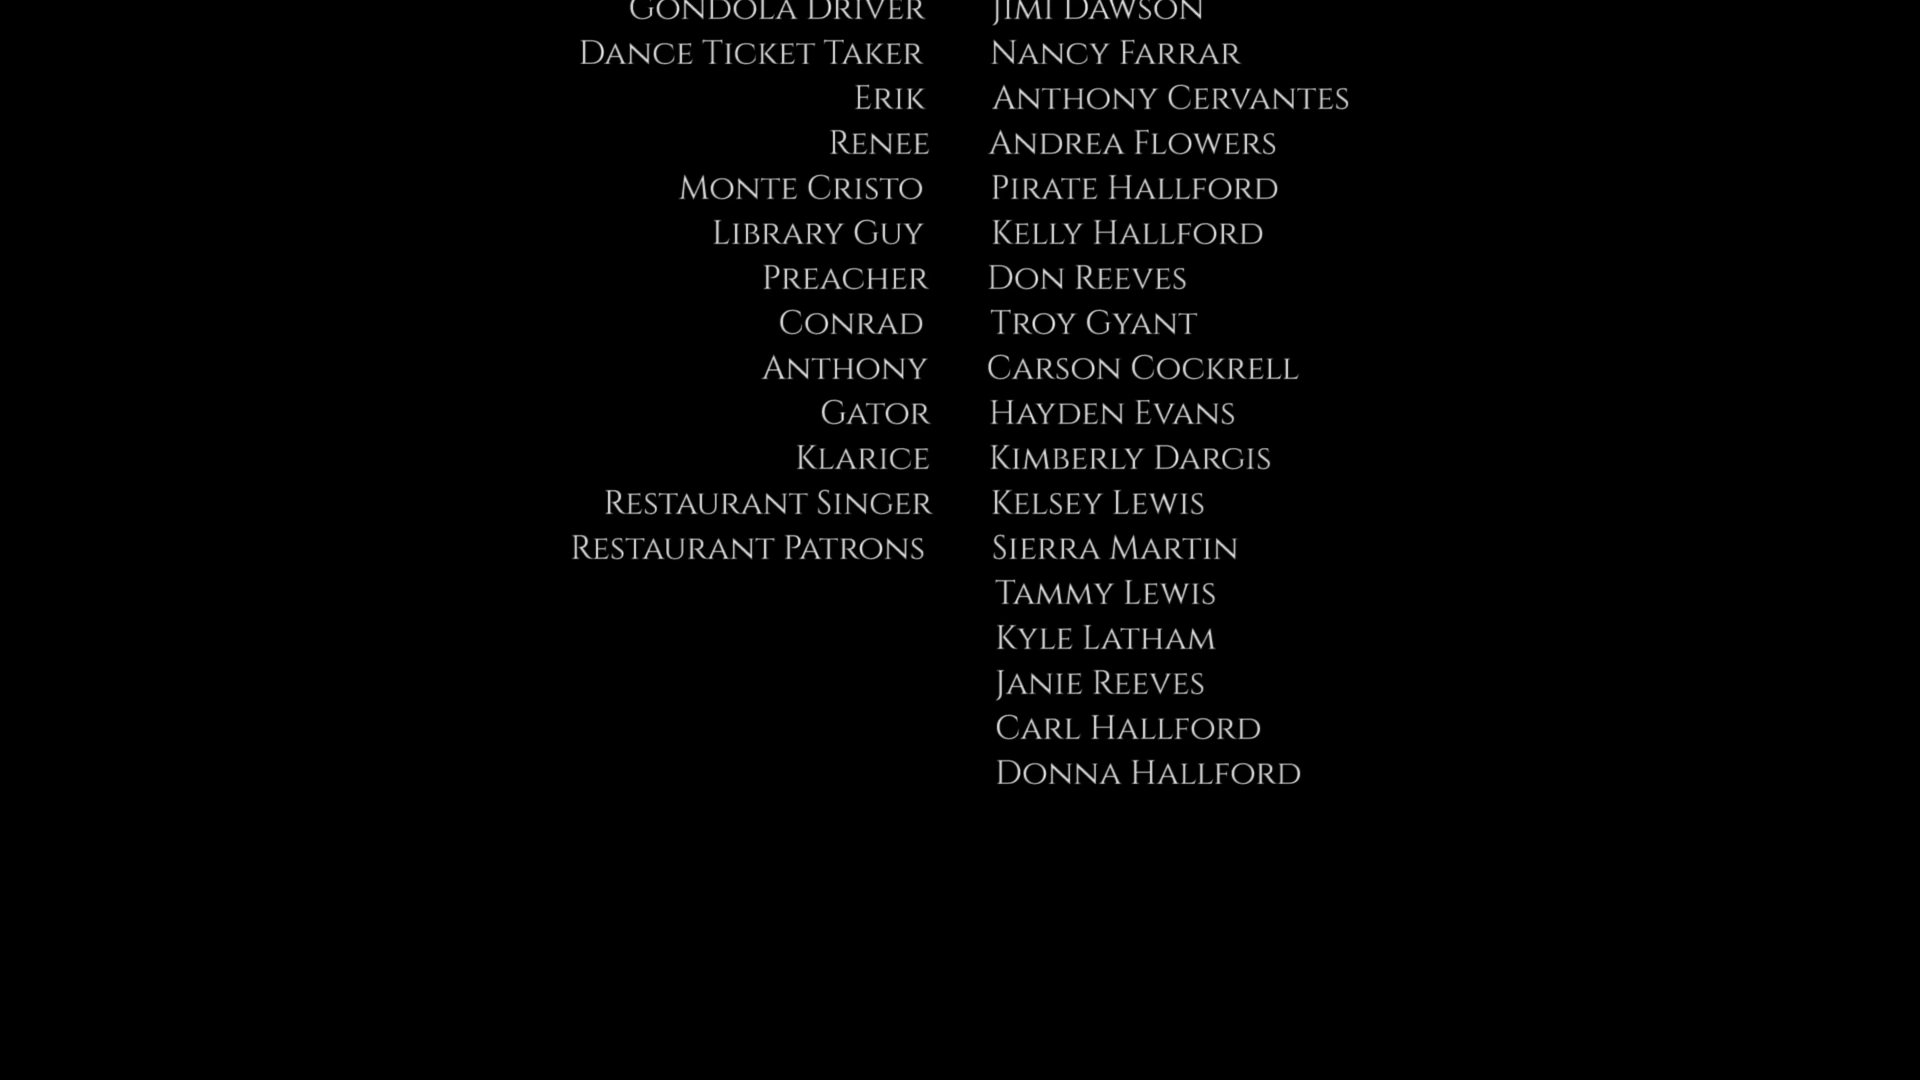 Gondola Driver Jimi Dawson
Dance Ticket Taker Nancy Farrar
Erik Anthony Cervantes
Renee Andrea Flowers
Monte Cristo Pirate Hallford
Library Guy Kelly Hallford
Preacher Don Reeves
Conrad Troy Gyant
Anthony Carson Cockrell
Gator Hayden Evans
Klarice Kimberly Dargis
Restaurant Singer Kelsey Lewis
Restaurant Patrons Sierra Martin
Tammy Lewis
Kyle Latham
Janie Reeves
Carl Hallford
Donna Hallford